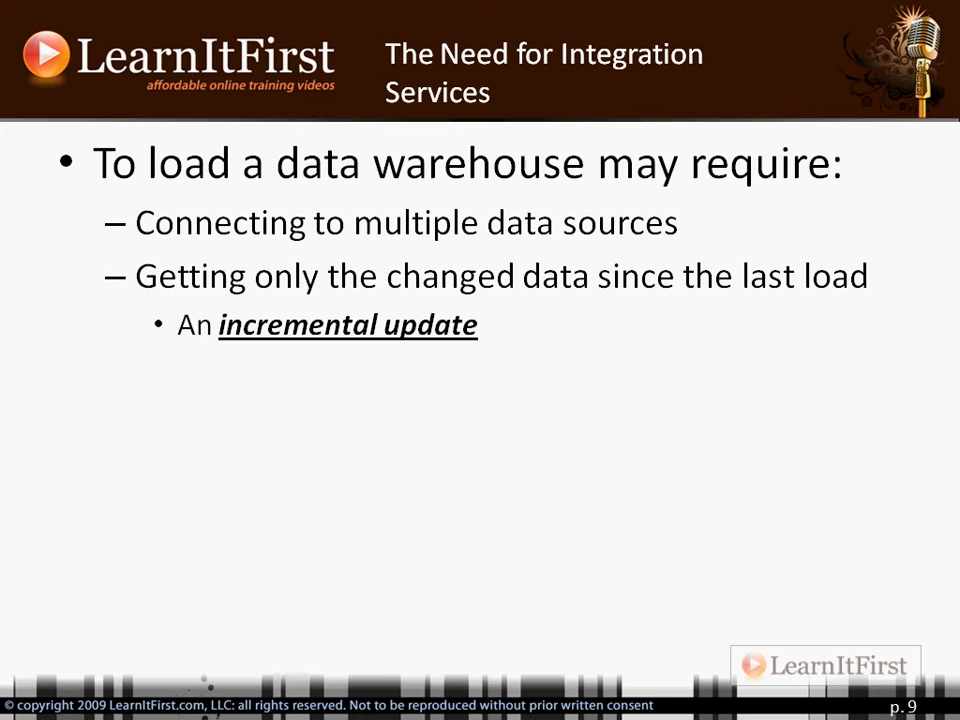 LearnItFirst
affordable online training videos
The Need for Integration
Services
• To load a data warehouse may require:
– Connecting to multiple data sources
– Getting only the changed data since the last load
• An incremental update
LearnItFirst
© copyright 2009 LearnItFirst.com, LLC: all rights reserved. Not to be reproduced without prior written consent
p. 9